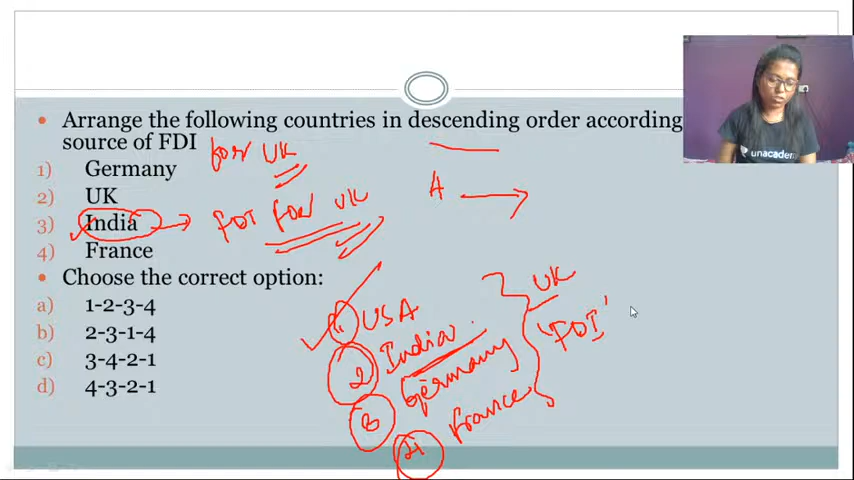 Arrange the following countries in descending order according
source of FDI
for UK
1) Germany
2) UK
A
3) India
FDI FOR UK
4) France
Choose the correct option:
a) 1-2-3-4
b) 2-3-1-4
c) 3-4-2-1
d) 4-3-2-1
1. USA
2 India
3 Germany
4 France
UK
'FDI'
unacademy